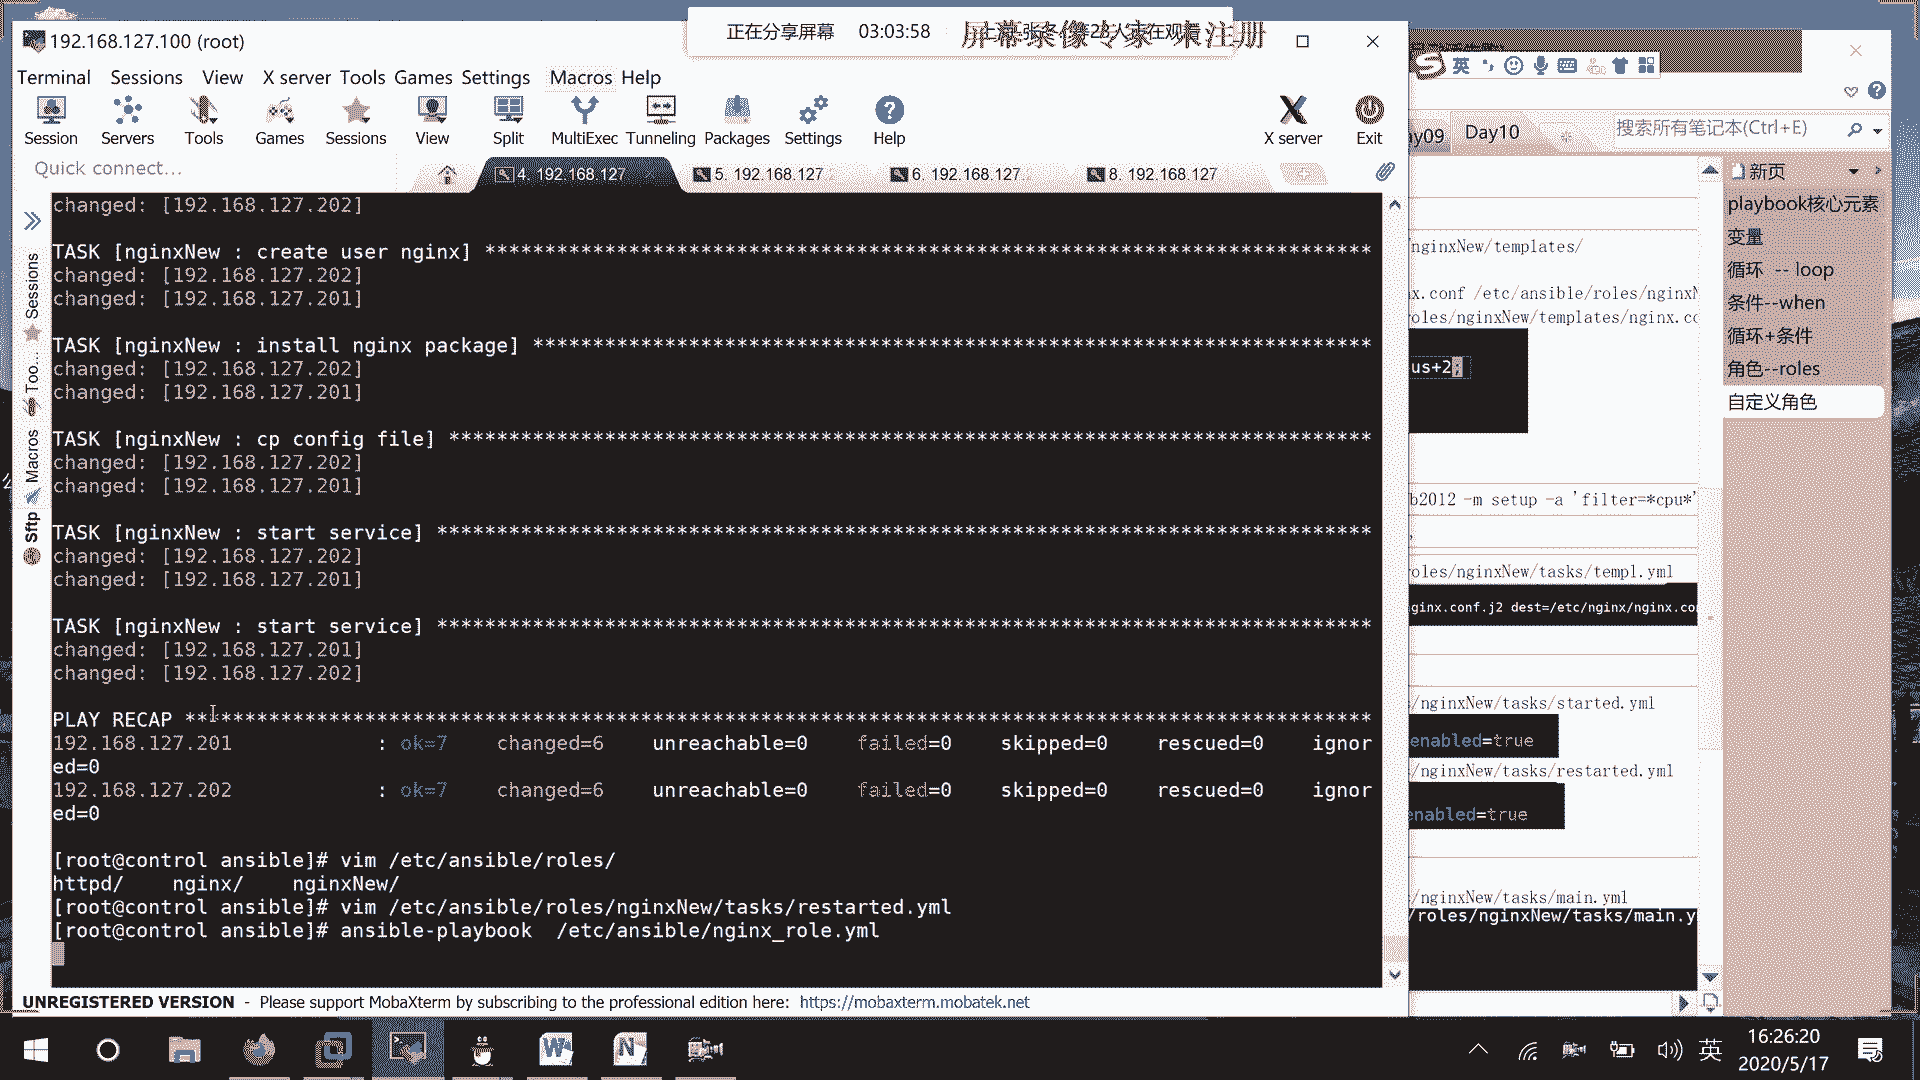 正在分享屏幕 03:03:58
屏幕录像专家 未注册
192.168.127.100 (root)
Terminal Sessions View X server Tools Games Settings Macros Help
Session Servers Tools Games Sessions View Split MultiExec Tunneling Packages Settings Help X server Exit
Quick connect...
4. 192.168.127
5. 192.168.127
6. 192.168.127.
8. 192.168.127.
Sessions
Too...
Macros
Sftp
changed: [192.168.127.202]
TASK [nginxNew : create user nginx] **************************************************************************
changed: [192.168.127.202]
changed: [192.168.127.201]
TASK [nginxNew : install nginx package] **********************************************************************
changed: [192.168.127.202]
changed: [192.168.127.201]
TASK [nginxNew : cp config file] *****************************************************************************
changed: [192.168.127.202]
changed: [192.168.127.201]
TASK [nginxNew : start service] ******************************************************************************
changed: [192.168.127.202]
changed: [192.168.127.201]
TASK [nginxNew : start service] ******************************************************************************
changed: [192.168.127.201]
changed: [192.168.127.202]
PLAY RECAP ***************************************************************************************************
192.168.127.201 : ok=7 changed=6 unreachable=0 failed=0 skipped=0 rescued=0 ignor
ed=0
192.168.127.202 : ok=7 changed=6 unreachable=0 failed=0 skipped=0 rescued=0 ignor
ed=0
[root@control ansible]# vim /etc/ansible/roles/
httpd/ nginx/ nginxNew/
[root@control ansible]# vim /etc/ansible/roles/nginxNew/tasks/restarted.yml
[root@control ansible]# ansible-playbook /etc/ansible/nginx_role.yml
UNREGISTERED VERSION - Please support MobaXterm by subscribing to the professional edition here: https://mobaxterm.mobatek.net
英
ay09 Day10
搜索所有笔记本(Ctrl+E)
新页
playbook核心元素
变量
循环 -- loop
条件--when
循环+条件
角色--roles
自定义角色
/nginxNew/templates/
nx.conf /etc/ansible/roles/nginxN
oles/nginxNew/templates/nginx.co
us+2;
b2012 -m setup -a 'filter=*cpu*'
oles/nginxNew/tasks/templ.yml
ginx.conf.j2 dest=/etc/nginx/nginx.con
/nginxNew/tasks/started.yml
enabled=true
/nginxNew/tasks/restarted.yml
enabled=true
/nginxNew/tasks/main.yml
/roles/nginxNew/tasks/main.y
英
16:26:20
2020/5/17